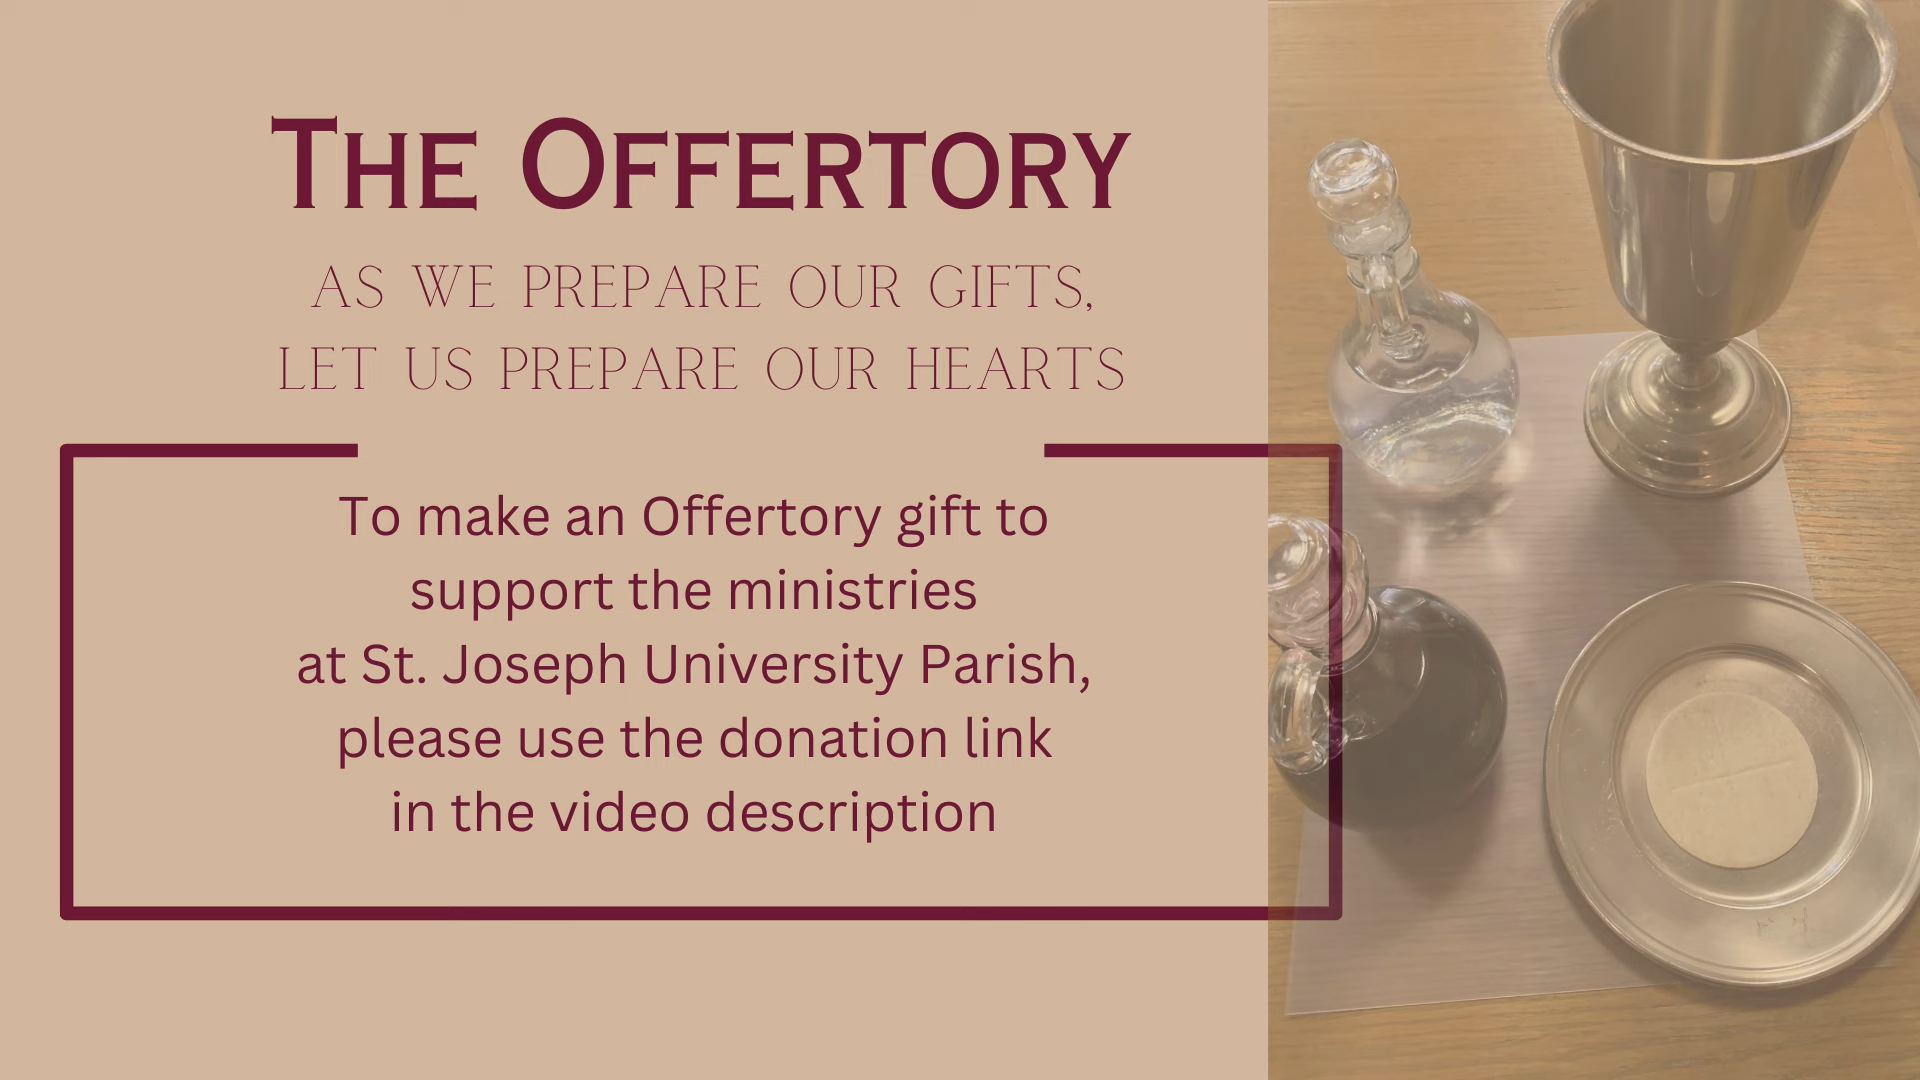 THE OFFERTORY
AS WE PREPARE OUR GIFTS,
LET US PREPARE OUR HEARTS
To make an Offertory gift to
support the ministries
at St. Joseph University Parish,
please use the donation link
in the video description